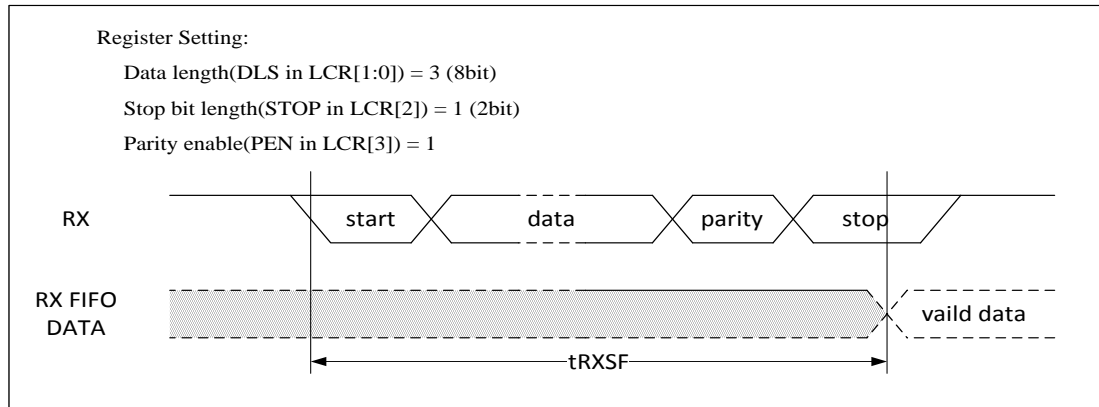 Register Setting:
Data length(DLS in LCR[1:0]) = 3 (8bit)
Stop bit length(STOP in LCR[2]) = 1 (2bit)
Parity enable(PEN in LCR[3]) = 1
RX start data parity stop
RX FIFO
DATA
vaild data
tRXSF